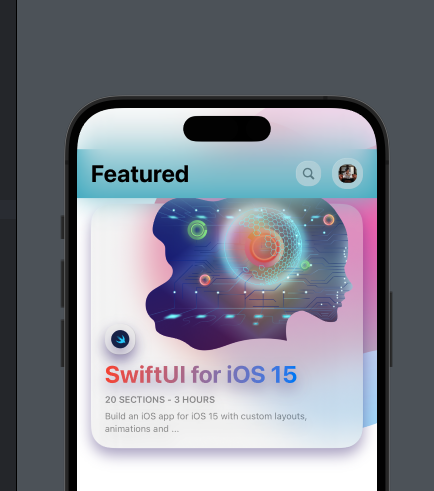 Featured
SwiftUI for iOS 15
20 SECTIONS - 3 HOURS
Build an iOS app for iOS 15 with custom layouts,
animations and ...